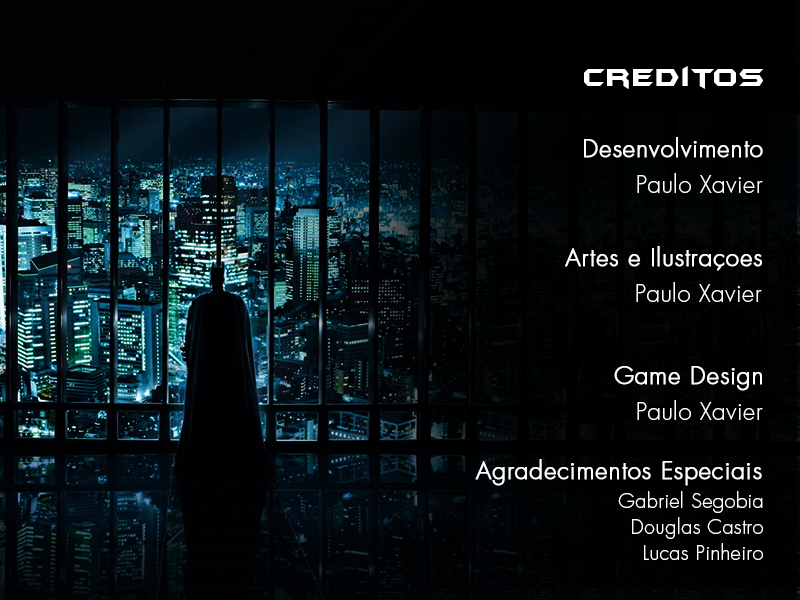 CREDITOS
Desenvolvimento
Paulo Xavier
Artes e Ilustraçoes
Paulo Xavier
Game Design
Paulo Xavier
Agradecimentos Especiais
Gabriel Segobia
Douglas Castro
Lucas Pinheiro